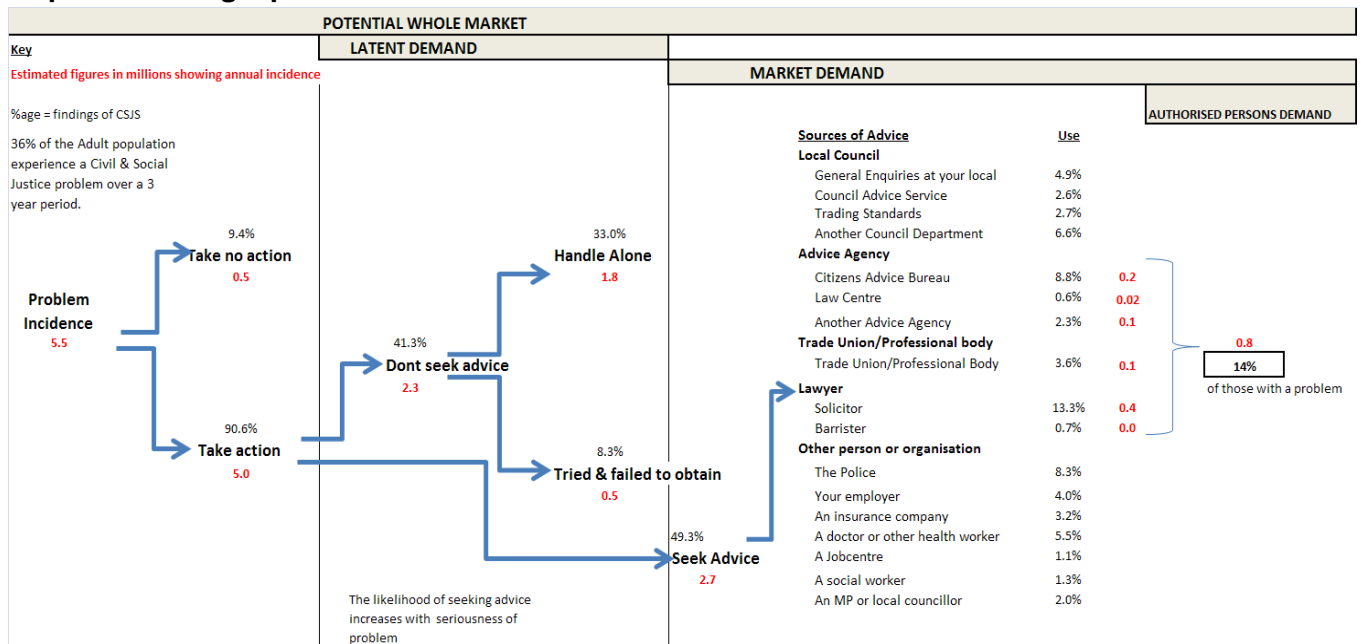 POTENTIAL WHOLE MARKET
Key
LATENT DEMAND
Estimated figures in millions showing annual incidence
MARKET DEMAND
%age = findings of CSJS
AUTHORISED PERSONS DEMAND
36% of the Adult population
experience a Civil & Social
Justice problem over a 3
year period.
Problem
Incidence
5.5
9.4%
Take no action
0.5
90.6%
Take action
5.0
41.3%
Dont seek advice
2.3
33.0%
Handle Alone
1.8
8.3%
Tried & failed to obtain
0.5
49.3%
Seek Advice
2.7
The likelihood of seeking advice
increases with seriousness of
problem
Sources of Advice Use
Local Council
General Enquiries at your local 4.9%
Council Advice Service 2.6%
Trading Standards 2.7%
Another Council Department 6.6%
Advice Agency
Citizens Advice Bureau 8.8% 0.2
Law Centre 0.6% 0.02
Another Advice Agency 2.3% 0.1
Trade Union/Professional body
Trade Union/Professional Body 3.6% 0.1
Lawyer
Solicitor 13.3% 0.4
Barrister 0.7% 0.0
Other person or organisation
The Police 8.3%
Your employer 4.0%
An insurance company 3.2%
A doctor or other health worker 5.5%
A Jobcentre 1.1%
A social worker 1.3%
An MP or local councillor 2.0%
0.8
14%
of those with a problem